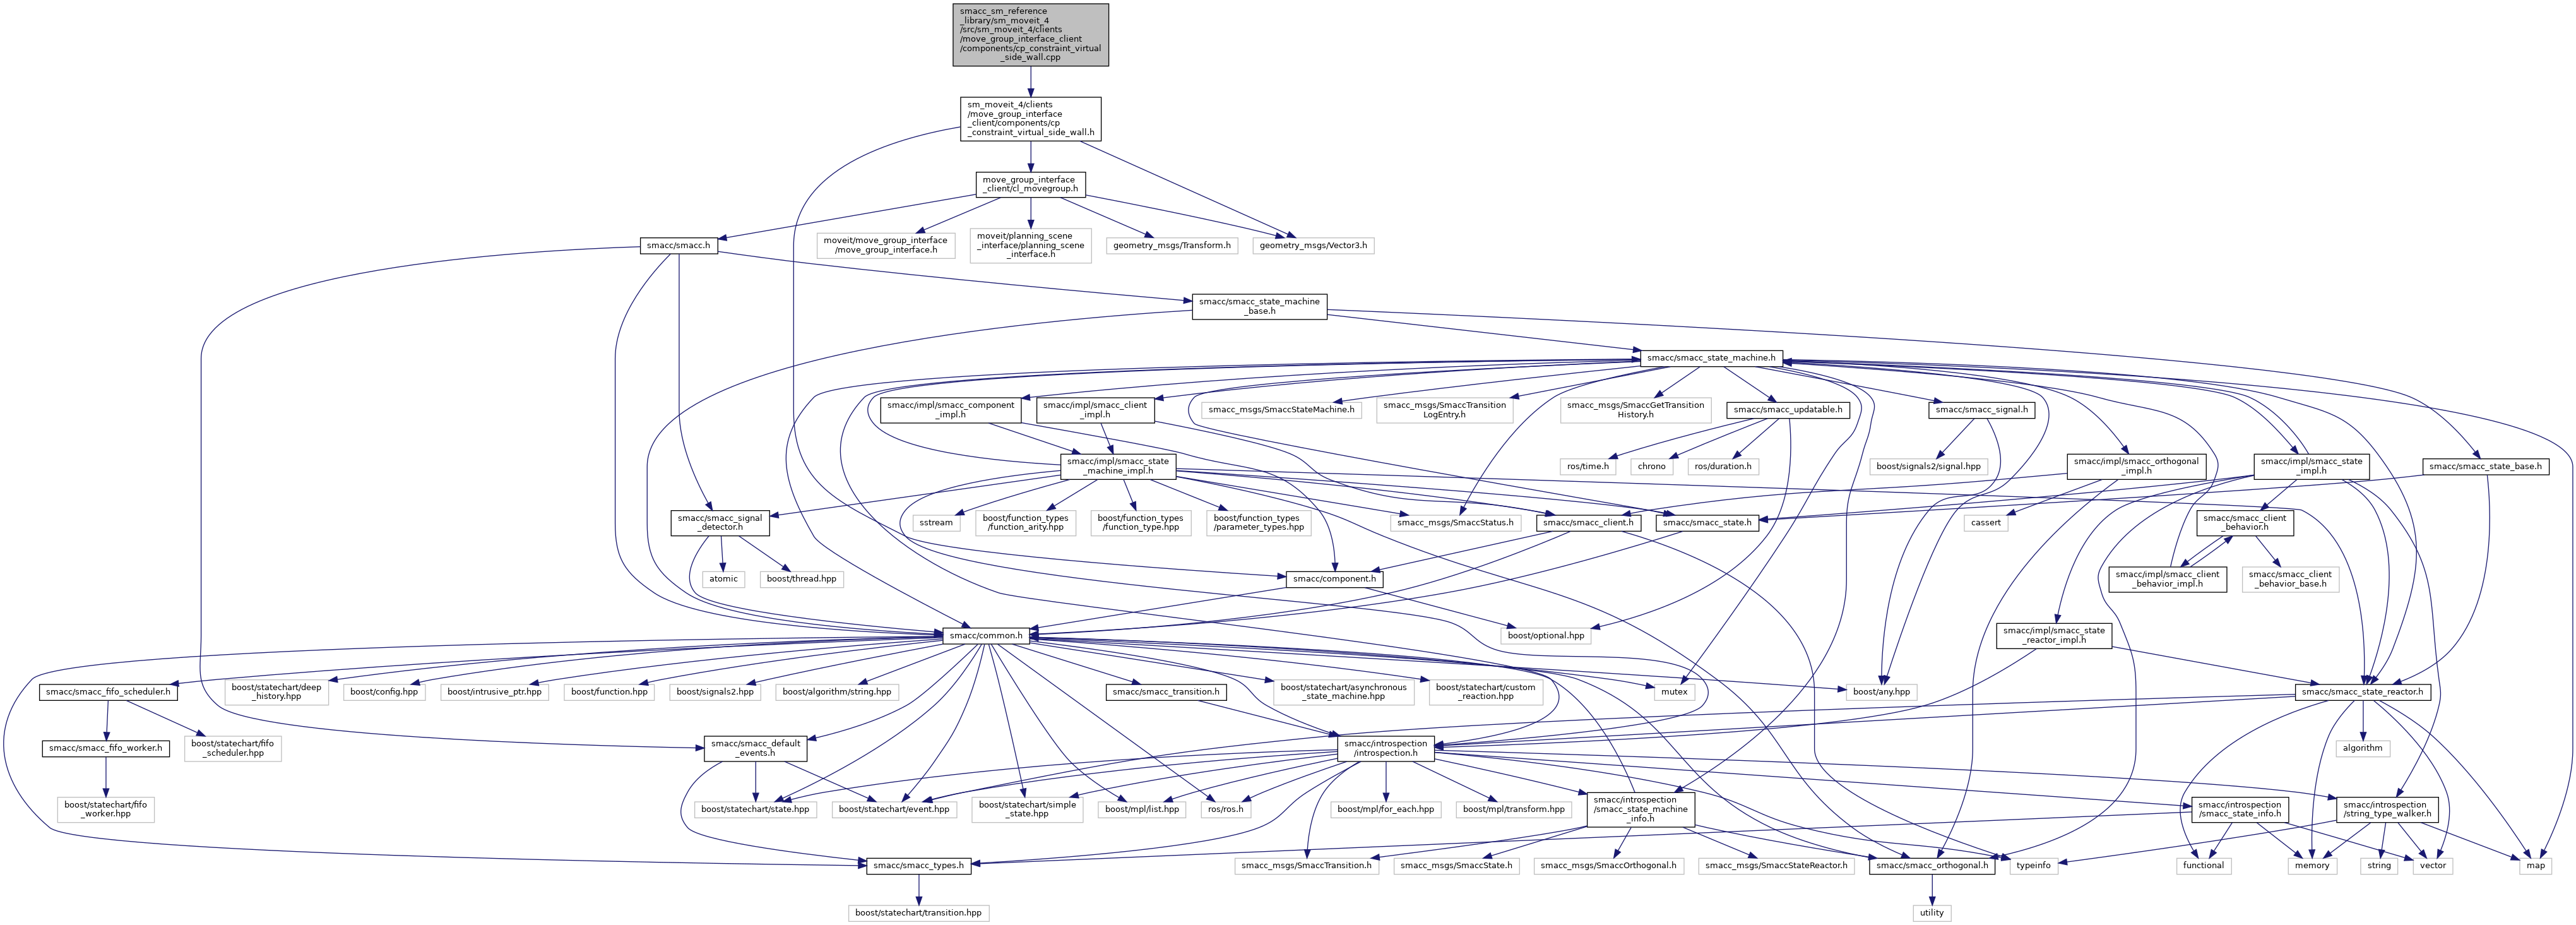 smacc_sm_reference
_library/sm_moveit_4
/src/sm_moveit_4/clients
/move_group_interface_client
/components/cp_constraint_virtual
_side_wall.cpp
sm_moveit_4/clients
/move_group_interface
_client/components/cp
_constraint_virtual_side_wall.h
move_group_interface
_client/cl_movegroup.h
smacc/smacc.h
moveit/move_group_interface
/move_group_interface.h
moveit/planning_scene
_interface/planning_scene
_interface.h
geometry_msgs/Transform.h
geometry_msgs/Vector3.h
smacc/smacc_state_machine
_base.h
smacc/smacc_state_machine.h
smacc/impl/smacc_component
_impl.h
smacc/impl/smacc_client
_impl.h
smacc_msgs/SmaccStateMachine.h
smacc_msgs/SmaccTransition
LogEntry.h
smacc_msgs/SmaccGetTransition
History.h
smacc/smacc_updatable.h
smacc/smacc_signal.h
smacc/impl/smacc_state
_machine_impl.h
ros/time.h
chrono
ros/duration.h
boost/signals2/signal.hpp
smacc/impl/smacc_orthogonal
_impl.h
smacc/impl/smacc_state
_impl.h
smacc/smacc_state_base.h
smacc/smacc_signal
_detector.h
sstream
boost/function_types
/function_arity.hpp
boost/function_types
/function_type.hpp
boost/function_types
/parameter_types.hpp
smacc_msgs/SmaccStatus.h
smacc/smacc_client.h
smacc/smacc_state.h
cassert
smacc/smacc_client
_behavior.h
atomic
boost/thread.hpp
smacc/component.h
smacc/impl/smacc_client
_behavior_impl.h
smacc/smacc_client
_behavior_base.h
smacc/common.h
boost/optional.hpp
smacc/impl/smacc_state
_reactor_impl.h
smacc/smacc_fifo_scheduler.h
boost/statechart/deep
_history.hpp
boost/config.hpp
boost/intrusive_ptr.hpp
boost/function.hpp
boost/signals2.hpp
boost/algorithm/string.hpp
smacc/smacc_transition.h
boost/statechart/asynchronous
_state_machine.hpp
boost/statechart/custom
_reaction.hpp
mutex
boost/any.hpp
smacc/smacc_state_reactor.h
smacc/smacc_fifo_worker.h
boost/statechart/fifo
_scheduler.hpp
smacc/smacc_default
_events.h
smacc/introspection
/introspection.h
algorithm
boost/statechart/fifo
_worker.hpp
boost/statechart/state.hpp
boost/statechart/event.hpp
boost/statechart/simple
_state.hpp
boost/mpl/list.hpp
ros/ros.h
boost/mpl/for_each.hpp
boost/mpl/transform.hpp
smacc/introspection
/smacc_state_machine
_info.h
smacc/introspection
/smacc_state_info.h
smacc/introspection
/string_type_walker.h
smacc/smacc_types.h
smacc_msgs/SmaccTransition.h
smacc_msgs/SmaccState.h
smacc_msgs/SmaccOrthogonal.h
smacc_msgs/SmaccStateReactor.h
smacc/smacc_orthogonal.h
typeinfo
functional
memory
string
vector
map
boost/statechart/transition.hpp
utility